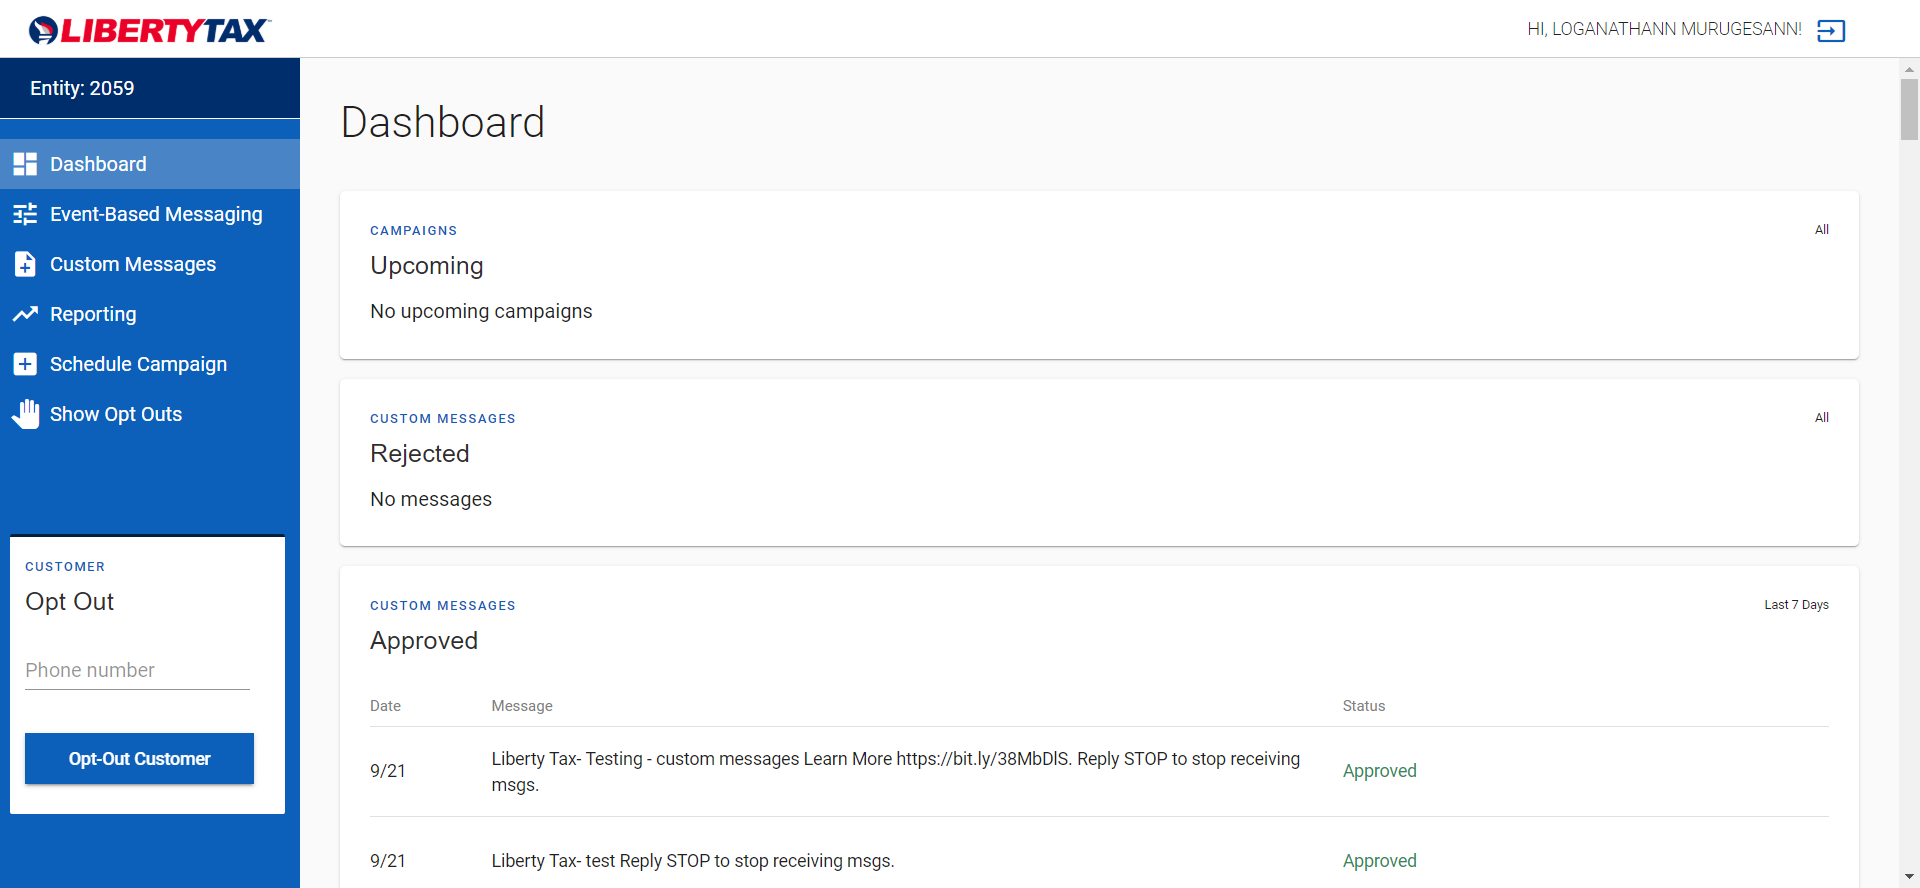 LIBERTYTAX™
HI, LOGANATHANN MURUGESANN!
Entity: 2059
Dashboard
Event-Based Messaging
Custom Messages
Reporting
Schedule Campaign
Show Opt Outs
CUSTOMER
Opt Out
Phone number
Opt-Out Customer
Dashboard
CAMPAIGNS
All
Upcoming
No upcoming campaigns
CUSTOM MESSAGES
All
Rejected
No messages
CUSTOM MESSAGES
Last 7 Days
Approved
Date Message Status
9/21 Liberty Tax- Testing - custom messages Learn More https://bit.ly/38MbDlS. Reply STOP to stop receiving
msgs. Approved
9/21 Liberty Tax- test Reply STOP to stop receiving msgs. Approved